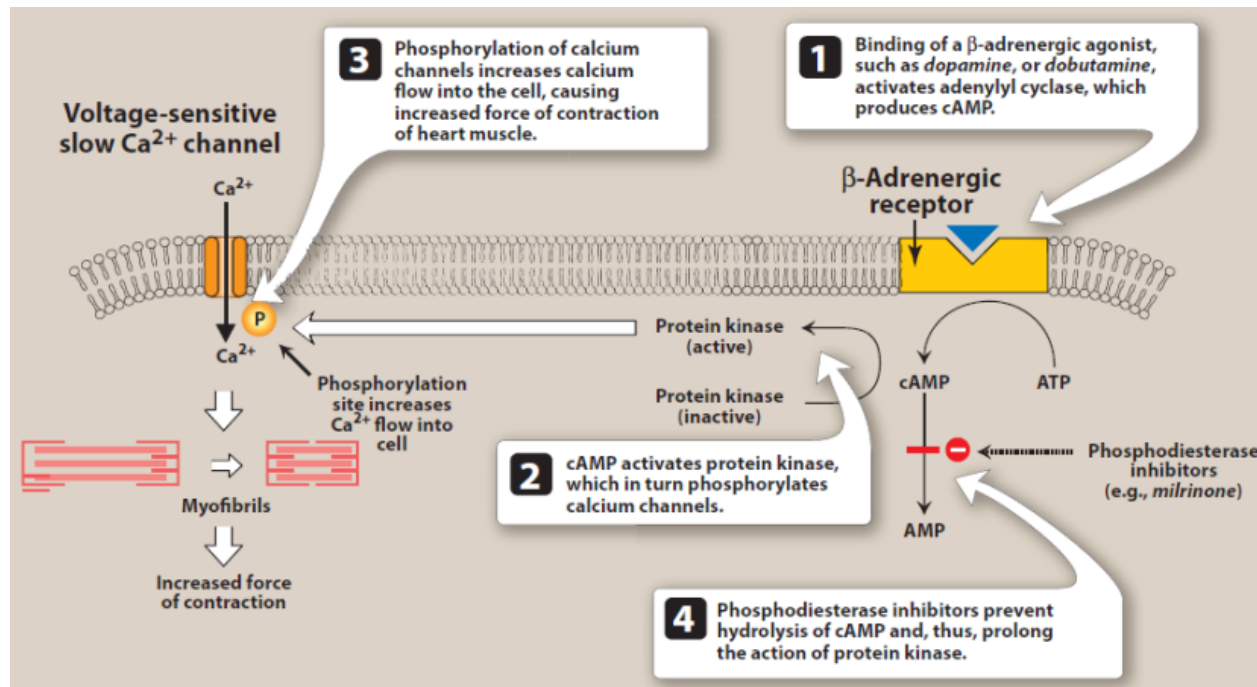 3
Phosphorylation of calcium
channels increases calcium
flow into the cell, causing
increased force of contraction
of heart muscle.
1
Binding of a β-adrenergic agonist,
such as dopamine, or dobutamine,
activates adenylyl cyclase, which
produces cAMP.
Voltage-sensitive
slow Ca²⁺ channel
Ca²⁺
β-Adrenergic
receptor
P
Ca²⁺
Phosphorylation
site increases
Ca²⁺ flow into
cell
Protein kinase
(active)
Protein kinase
(inactive)
cAMP
ATP
2
cAMP activates protein kinase,
which in turn phosphorylates
calcium channels.
Phosphodiesterase
inhibitors
(e.g., milrinone)
AMP
Myofibrils
Increased force
of contraction
4
Phosphodiesterase inhibitors prevent
hydrolysis of cAMP and, thus, prolong
the action of protein kinase.